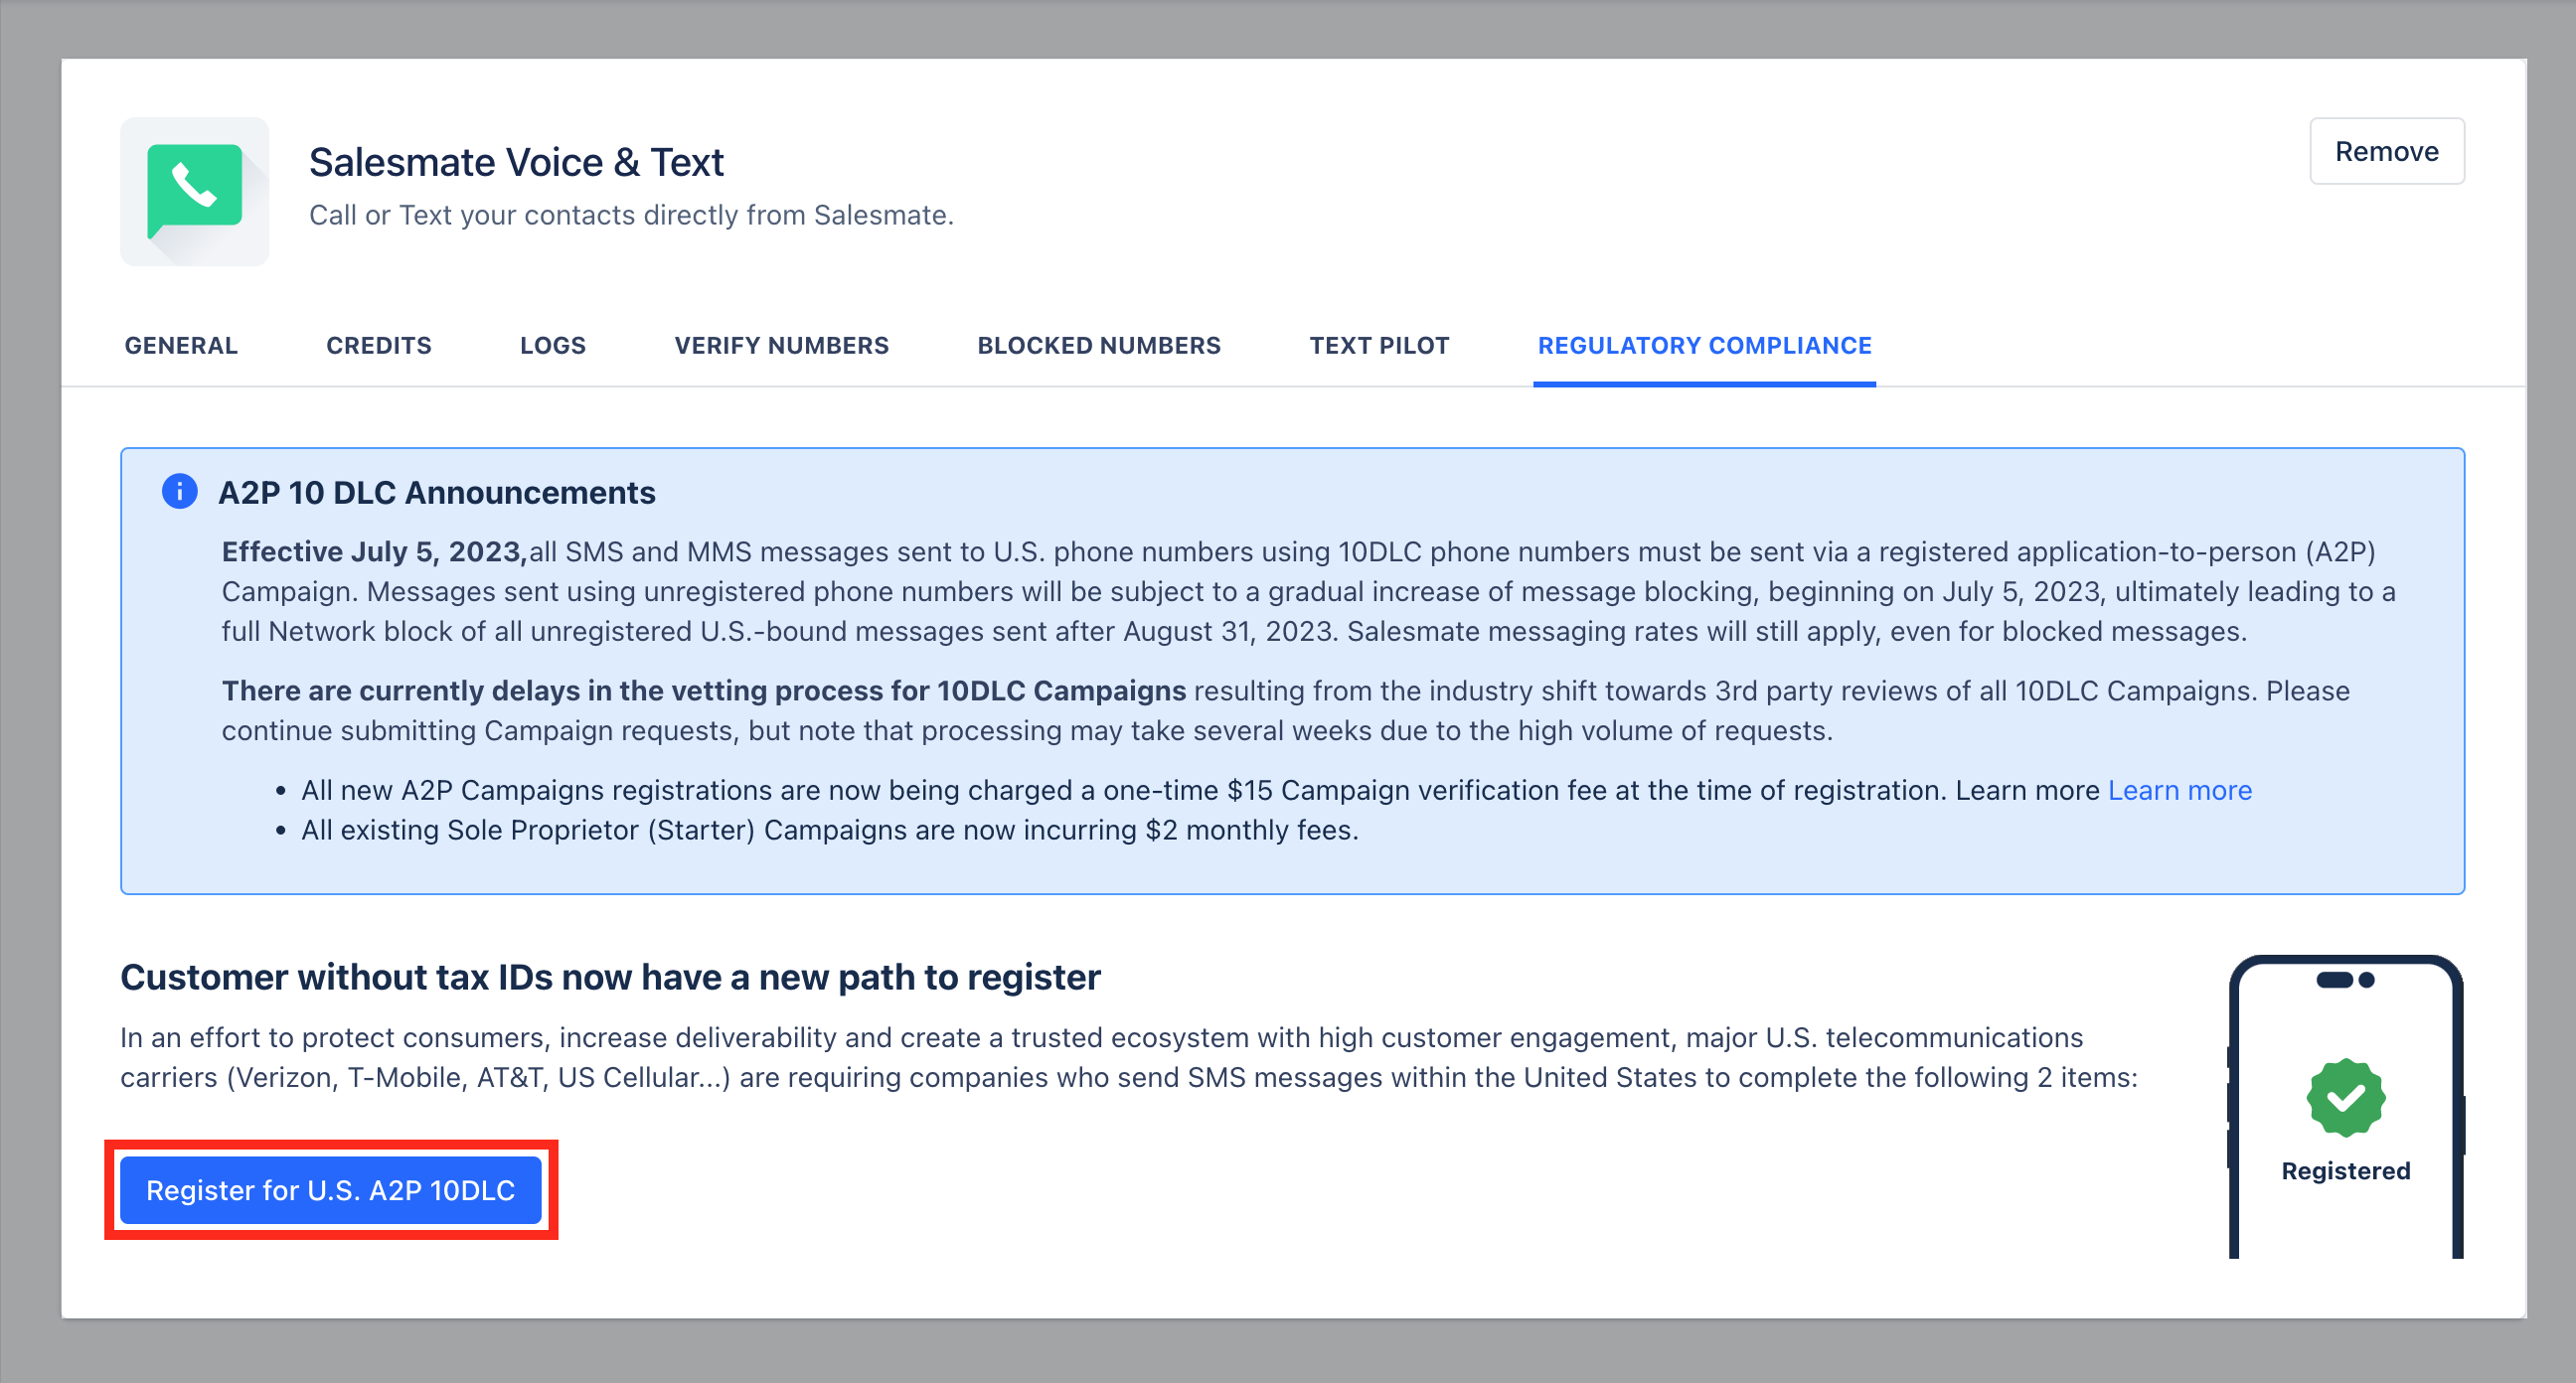 Salesmate Voice & Text
Call or Text your contacts directly from Salesmate.
Remove
GENERAL
CREDITS
LOGS
VERIFY NUMBERS
BLOCKED NUMBERS
TEXT PILOT
REGULATORY COMPLIANCE
A2P 10 DLC Announcements
Effective July 5, 2023,all SMS and MMS messages sent to U.S. phone numbers using 10DLC phone numbers must be sent via a registered application-to-person (A2P)
Campaign. Messages sent using unregistered phone numbers will be subject to a gradual increase of message blocking, beginning on July 5, 2023, ultimately leading to a
full Network block of all unregistered U.S.-bound messages sent after August 31, 2023. Salesmate messaging rates will still apply, even for blocked messages.
There are currently delays in the vetting process for 10DLC Campaigns resulting from the industry shift towards 3rd party reviews of all 10DLC Campaigns. Please
continue submitting Campaign requests, but note that processing may take several weeks due to the high volume of requests.
• All new A2P Campaigns registrations are now being charged a one-time $15 Campaign verification fee at the time of registration. Learn more Learn more
• All existing Sole Proprietor (Starter) Campaigns are now incurring $2 monthly fees.
Customer without tax IDs now have a new path to register
In an effort to protect consumers, increase deliverability and create a trusted ecosystem with high customer engagement, major U.S. telecommunications
carriers (Verizon, T-Mobile, AT&T, US Cellular...) are requiring companies who send SMS messages within the United States to complete the following 2 items:
Register for U.S. A2P 10DLC
Registered